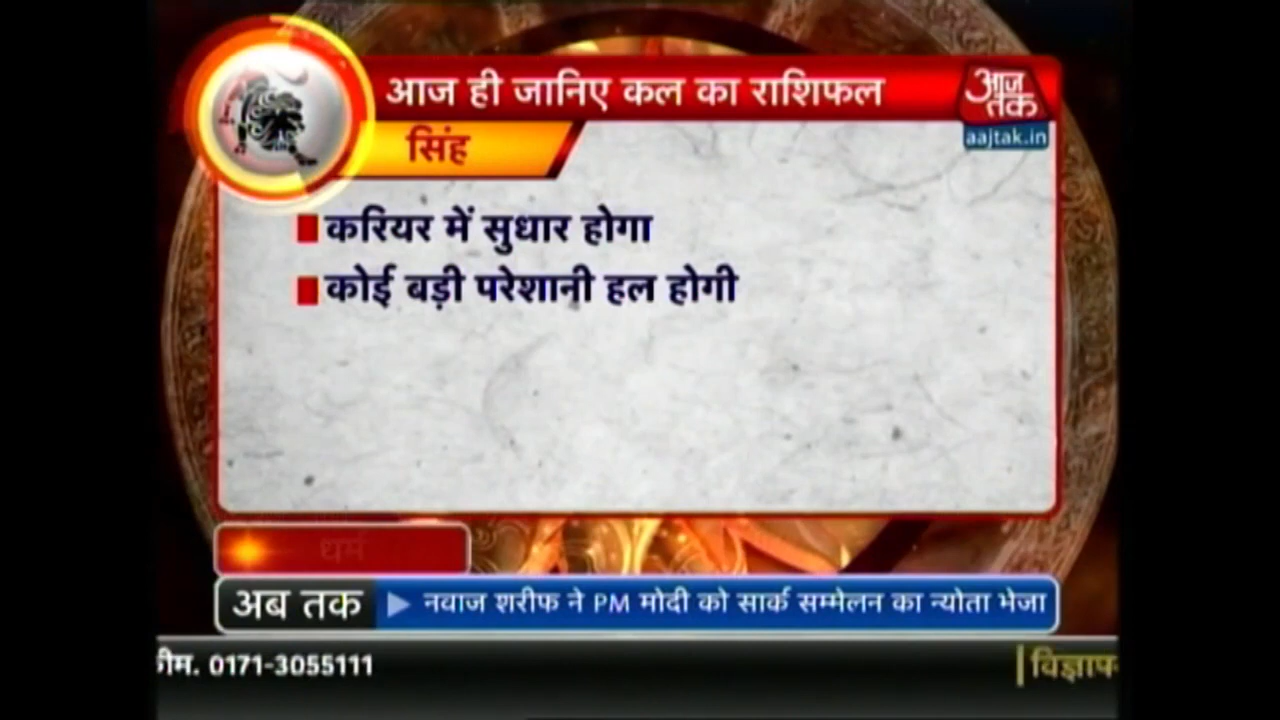 आज ही जानिए कल का राशिफल
आज
तक
aajtak.in
सिंह
करियर में सुधार होगा
कोई बड़ी परेशानी हल होगी
धर्म
अब तक
नवाज शरीफ ने PM मोदी को सार्क सम्मेलन का न्योता भेजा
0171-3055111